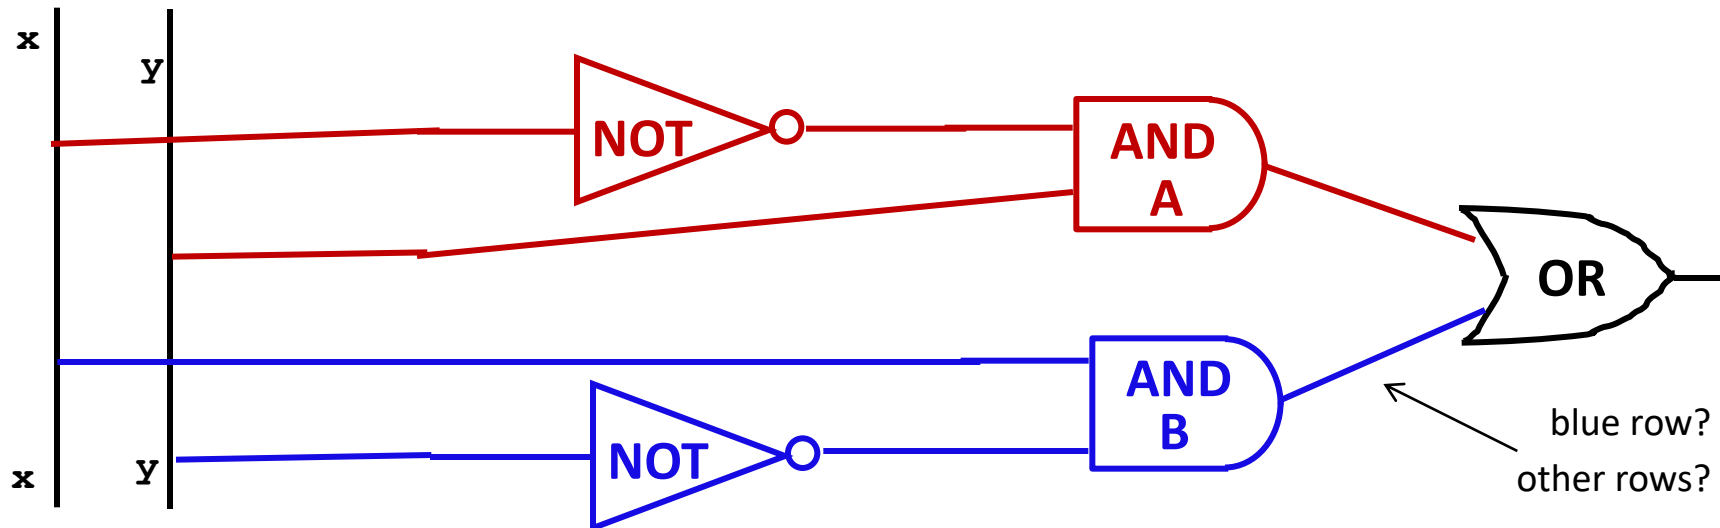 x
y
NOT
AND
A
OR
AND
B
NOT
blue row?
other rows?
x
y